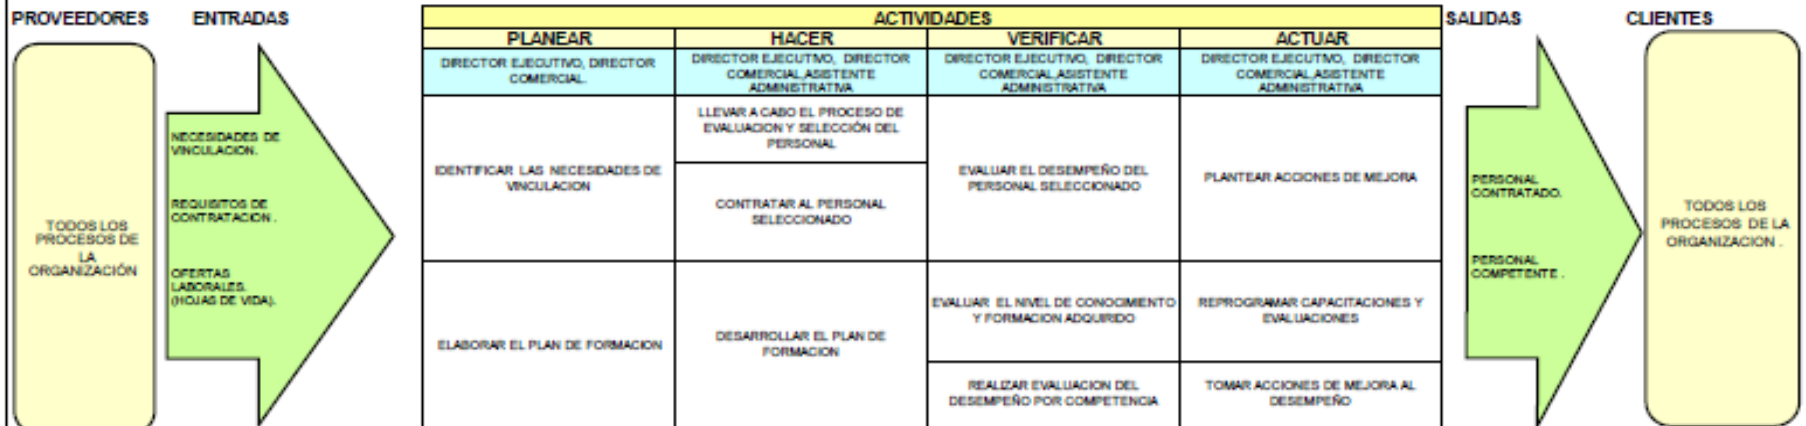 PROVEEDORES
ENTRADAS
ACTIVIDADES
SALIDAS
CLIENTES
PLANEAR
HACER
VERIFICAR
ACTUAR
DIRECTOR EJECUTIVO, DIRECTOR
COMERCIAL.
DIRECTOR EJECUTIVO, DIRECTOR
COMERCIAL,ASISTENTE
ADMINISTRATIVA
DIRECTOR EJECUTIVO, DIRECTOR
COMERCIAL,ASISTENTE
ADMINISTRATIVA
DIRECTOR EJECUTIVO, DIRECTOR
COMERCIAL,ASISTENTE
ADMINISTRATIVA
TODOS LOS
PROCESOS DE
LA
ORGANIZACIÓN
NECESIDADES DE
VINCULACION.
REQUISITOS DE
CONTRATACION .
OFERTAS
LABORALES.
(HOJAS DE VIDA).
IDENTIFICAR LAS NECESIDADES DE
VINCULACION
LLEVAR A CABO EL PROCESO DE
EVALUACION Y SELECCIÓN DEL
PERSONAL
CONTRATAR AL PERSONAL
SELECCIONADO
EVALUAR EL DESEMPEÑO DEL
PERSONAL SELECCIONADO
PLANTEAR ACCIONES DE MEJORA
ELABORAR EL PLAN DE FORMACION
DESARROLLAR EL PLAN DE
FORMACION
EVALUAR EL NIVEL DE CONOCIMIENTO
Y FORMACION ADQUIRIDO
REPROGRAMAR CAPACITACIONES Y
EVALUACIONES
REALIZAR EVALUACION DEL
DESEMPEÑO POR COMPETENCIA
TOMAR ACCIONES DE MEJORA AL
DESEMPEÑO
PERSONAL
CONTRATADO.
PERSONAL
COMPETENTE .
TODOS LOS
PROCESOS DE LA
ORGANIZACION .